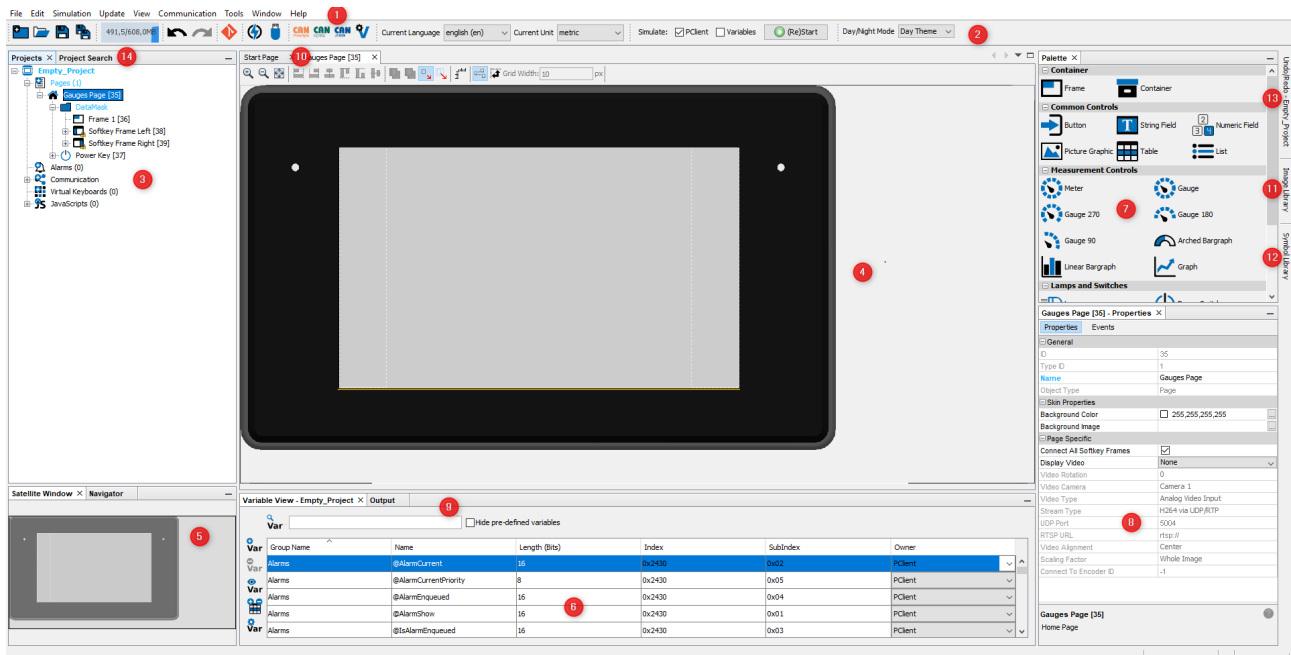 File Edit Simulation Update View Communication Tools Window Help
1
491,5/608,0MB
CAN CAN CAN
Current Language english (en) Current Unit metric Simulate: PClient Variables (Re)Start Day/Night Mode Day Theme
2
Projects × Project Search
14
Empty_Project
Pages (1)
Gauges Page [35]
DataMask
Frame 1 [36]
Softkey Frame Left [38]
Softkey Frame Right [39]
Power Key [37]
Alarms (0)
Communication
Virtual Keyboards (0)
JavaScripts (0)
3
Start Page × Gauges Page [35] ×
10
Grid Width: 10 px
4
Palette ×
Container
Frame Container
Common Controls
Button String Field Numeric Field
Picture Graphic Table List
Measurement Controls
Meter Gauge
Gauge 270 Gauge 180
Gauge 90 Arched Bargraph
Linear Bargraph Graph
Lamps and Switches
7
Undo/Redo - Empty_Project
13
Image Library
11
Symbol Library
12
Satellite Window × Navigator
5
Variable View - Empty_Project × Output
9
Var Hide pre-defined variables
Var
Var
Var
Var
Group Name Name Length (Bits) Index SubIndex Owner
Alarms @AlarmCurrent 16 0x2430 0x02 PClient
Alarms @AlarmCurrentPriority 8 0x2430 0x05 PClient
Alarms @AlarmEnqueued 16 0x2430 0x04 PClient
Alarms @AlarmShow 16 0x2430 0x01 PClient
Alarms @IsAlarmEnqueued 16 0x2430 0x03 PClient
6
Gauges Page [35] - Properties ×
Properties Events
General
ID 35
Type ID 1
Name Gauges Page
Object Type Page
Skin Properties
Background Color 255,255,255,255 ...
Background Image ...
Page Specific
Connect All Softkey Frames
Display Video None
Video Rotation 0
Video Camera Camera 1
Video Type Analog Video Input
Stream Type H264 via UDP/RTP
UDP Port 5004
RTSP URL rtsp://
Video Alignment Center
Scaling Factor Whole Image
Connect To Encoder ID -1
8
Gauges Page [35]
Home Page